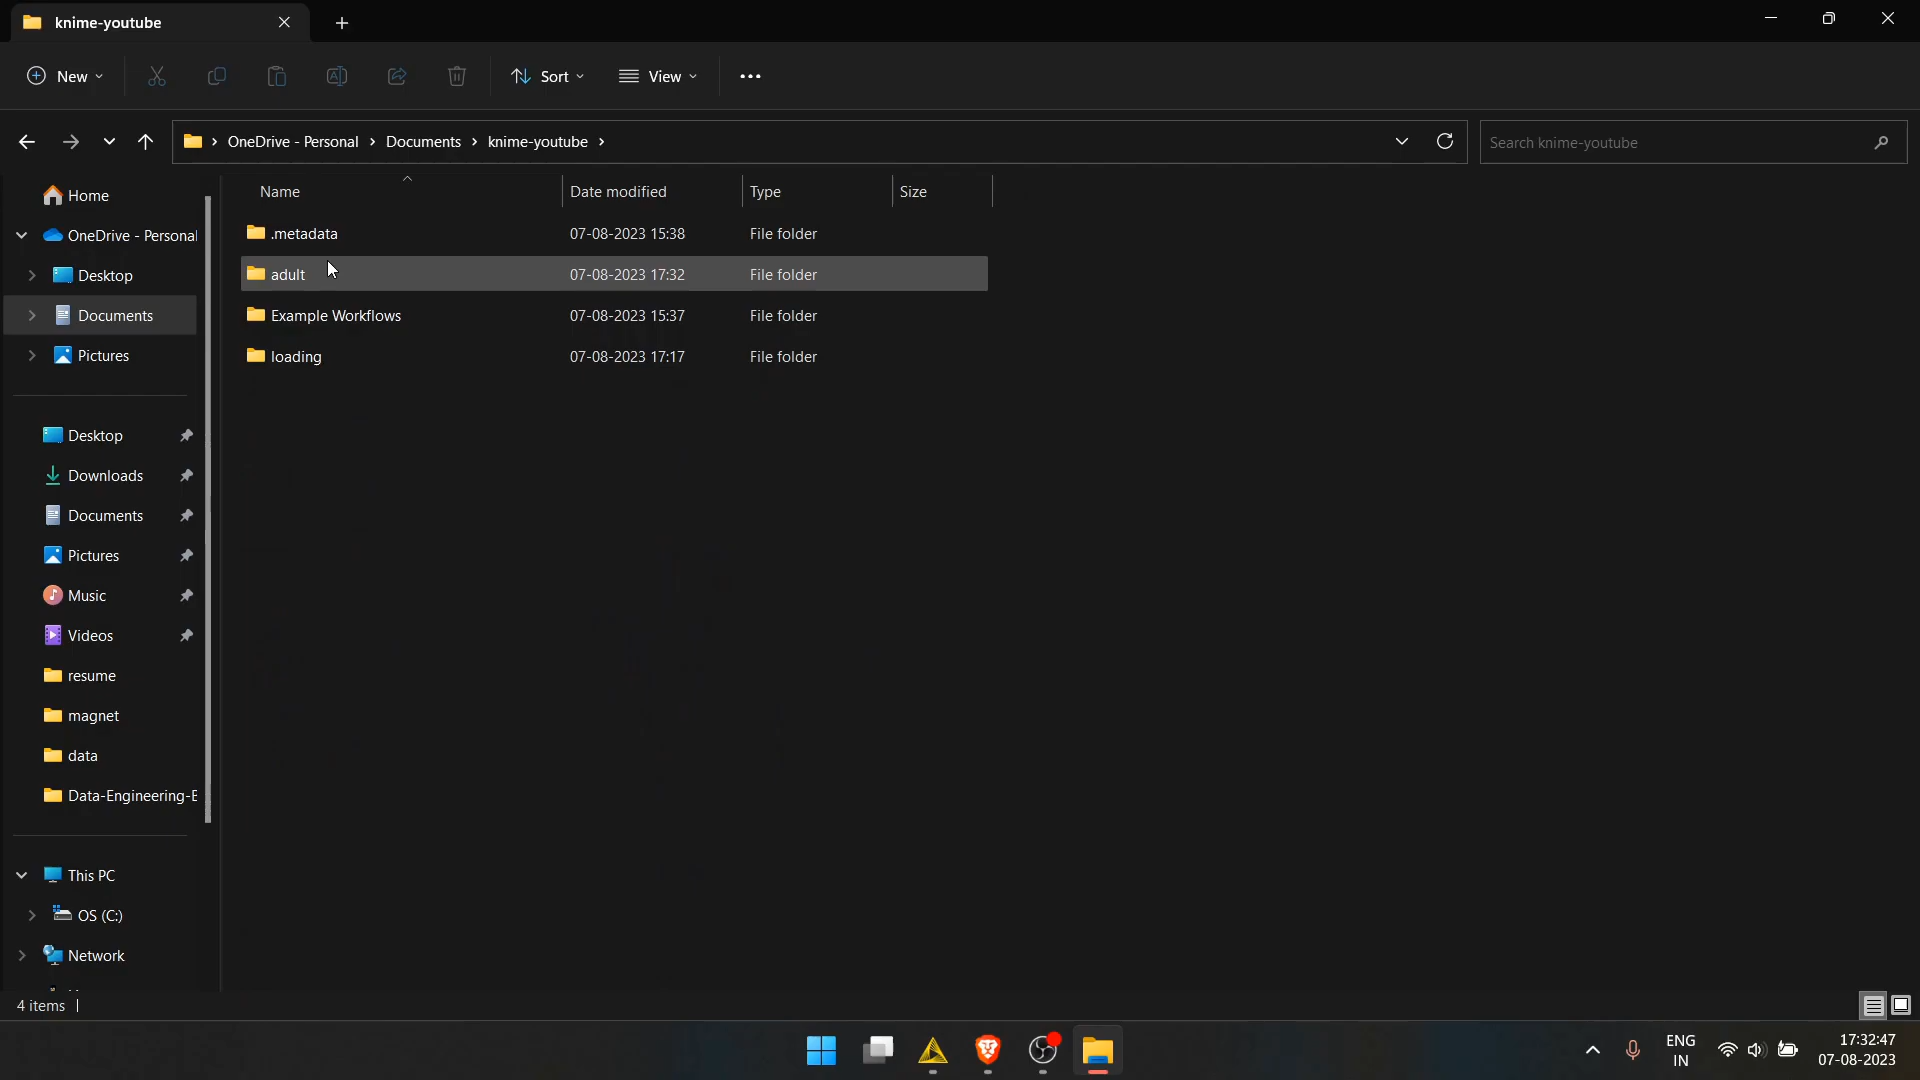 knime-youtube
New
Sort
View
OneDrive - Personal > Documents > knime-youtube >
Search knime-youtube
Name Date modified Type Size
.metadata 07-08-2023 15:38 File folder
adult 07-08-2023 17:32 File folder
Example Workflows 07-08-2023 15:37 File folder
loading 07-08-2023 17:17 File folder
Home
OneDrive - Personal
Desktop
Documents
Pictures
Desktop
Downloads
Documents
Pictures
Music
Videos
resume
magnet
data
Data-Engineering-E
This PC
OS (C:)
Network
4 items
ENG
IN
17:32:47
07-08-2023